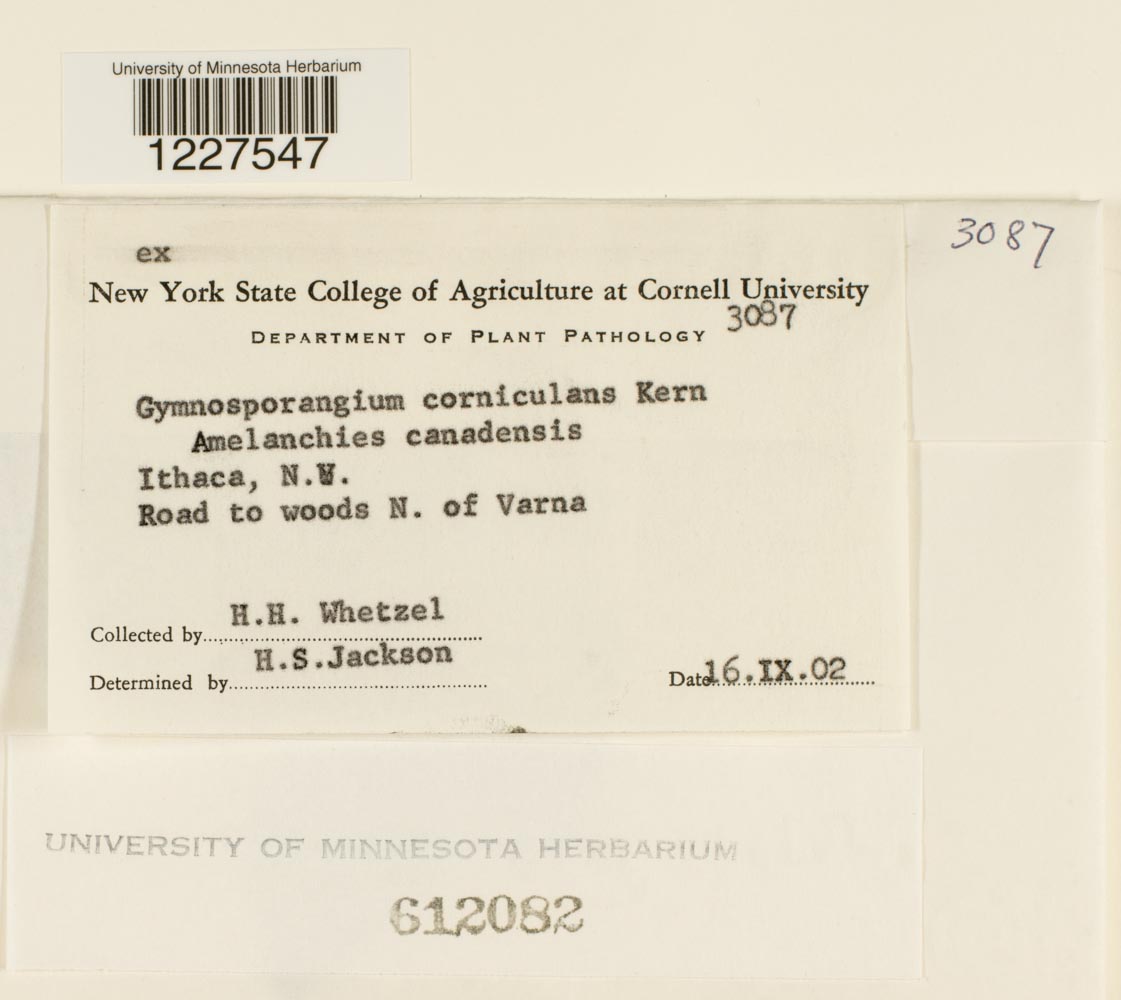 University of Minnesota Herbarium
1227547
3087
ex
New York State College of Agriculture at Cornell University
3087
DEPARTMENT OF PLANT PATHOLOGY
Gymnosporangium corniculans Kern
Amelanchies canadensis
Ithaca, N.Y.
Road to woods N. of Varna
Collected by H.H. Whetzel
Determined by H.S.Jackson
Date 16.IX.02
UNIVERSITY OF MINNESOTA HERBARIUM
612082